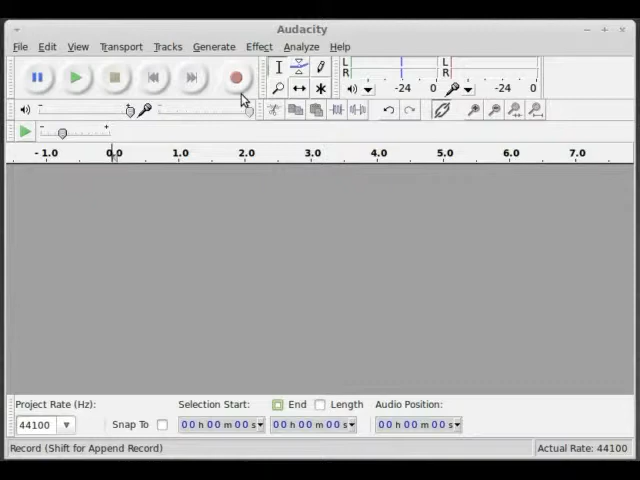 Audacity
File Edit View Transport Tracks Generate Effect Analyze Help
L R -24 0 L R -24 0
- + - +
- +
- 1.0 0.0 1.0 2.0 3.0 4.0 5.0 6.0 7.0
Project Rate (Hz): Selection Start: End Length Audio Position:
44100 Snap To 00 h 00 m 00 s 00 h 00 m 00 s 00 h 00 m 00 s
Record (Shift for Append Record) Actual Rate: 44100